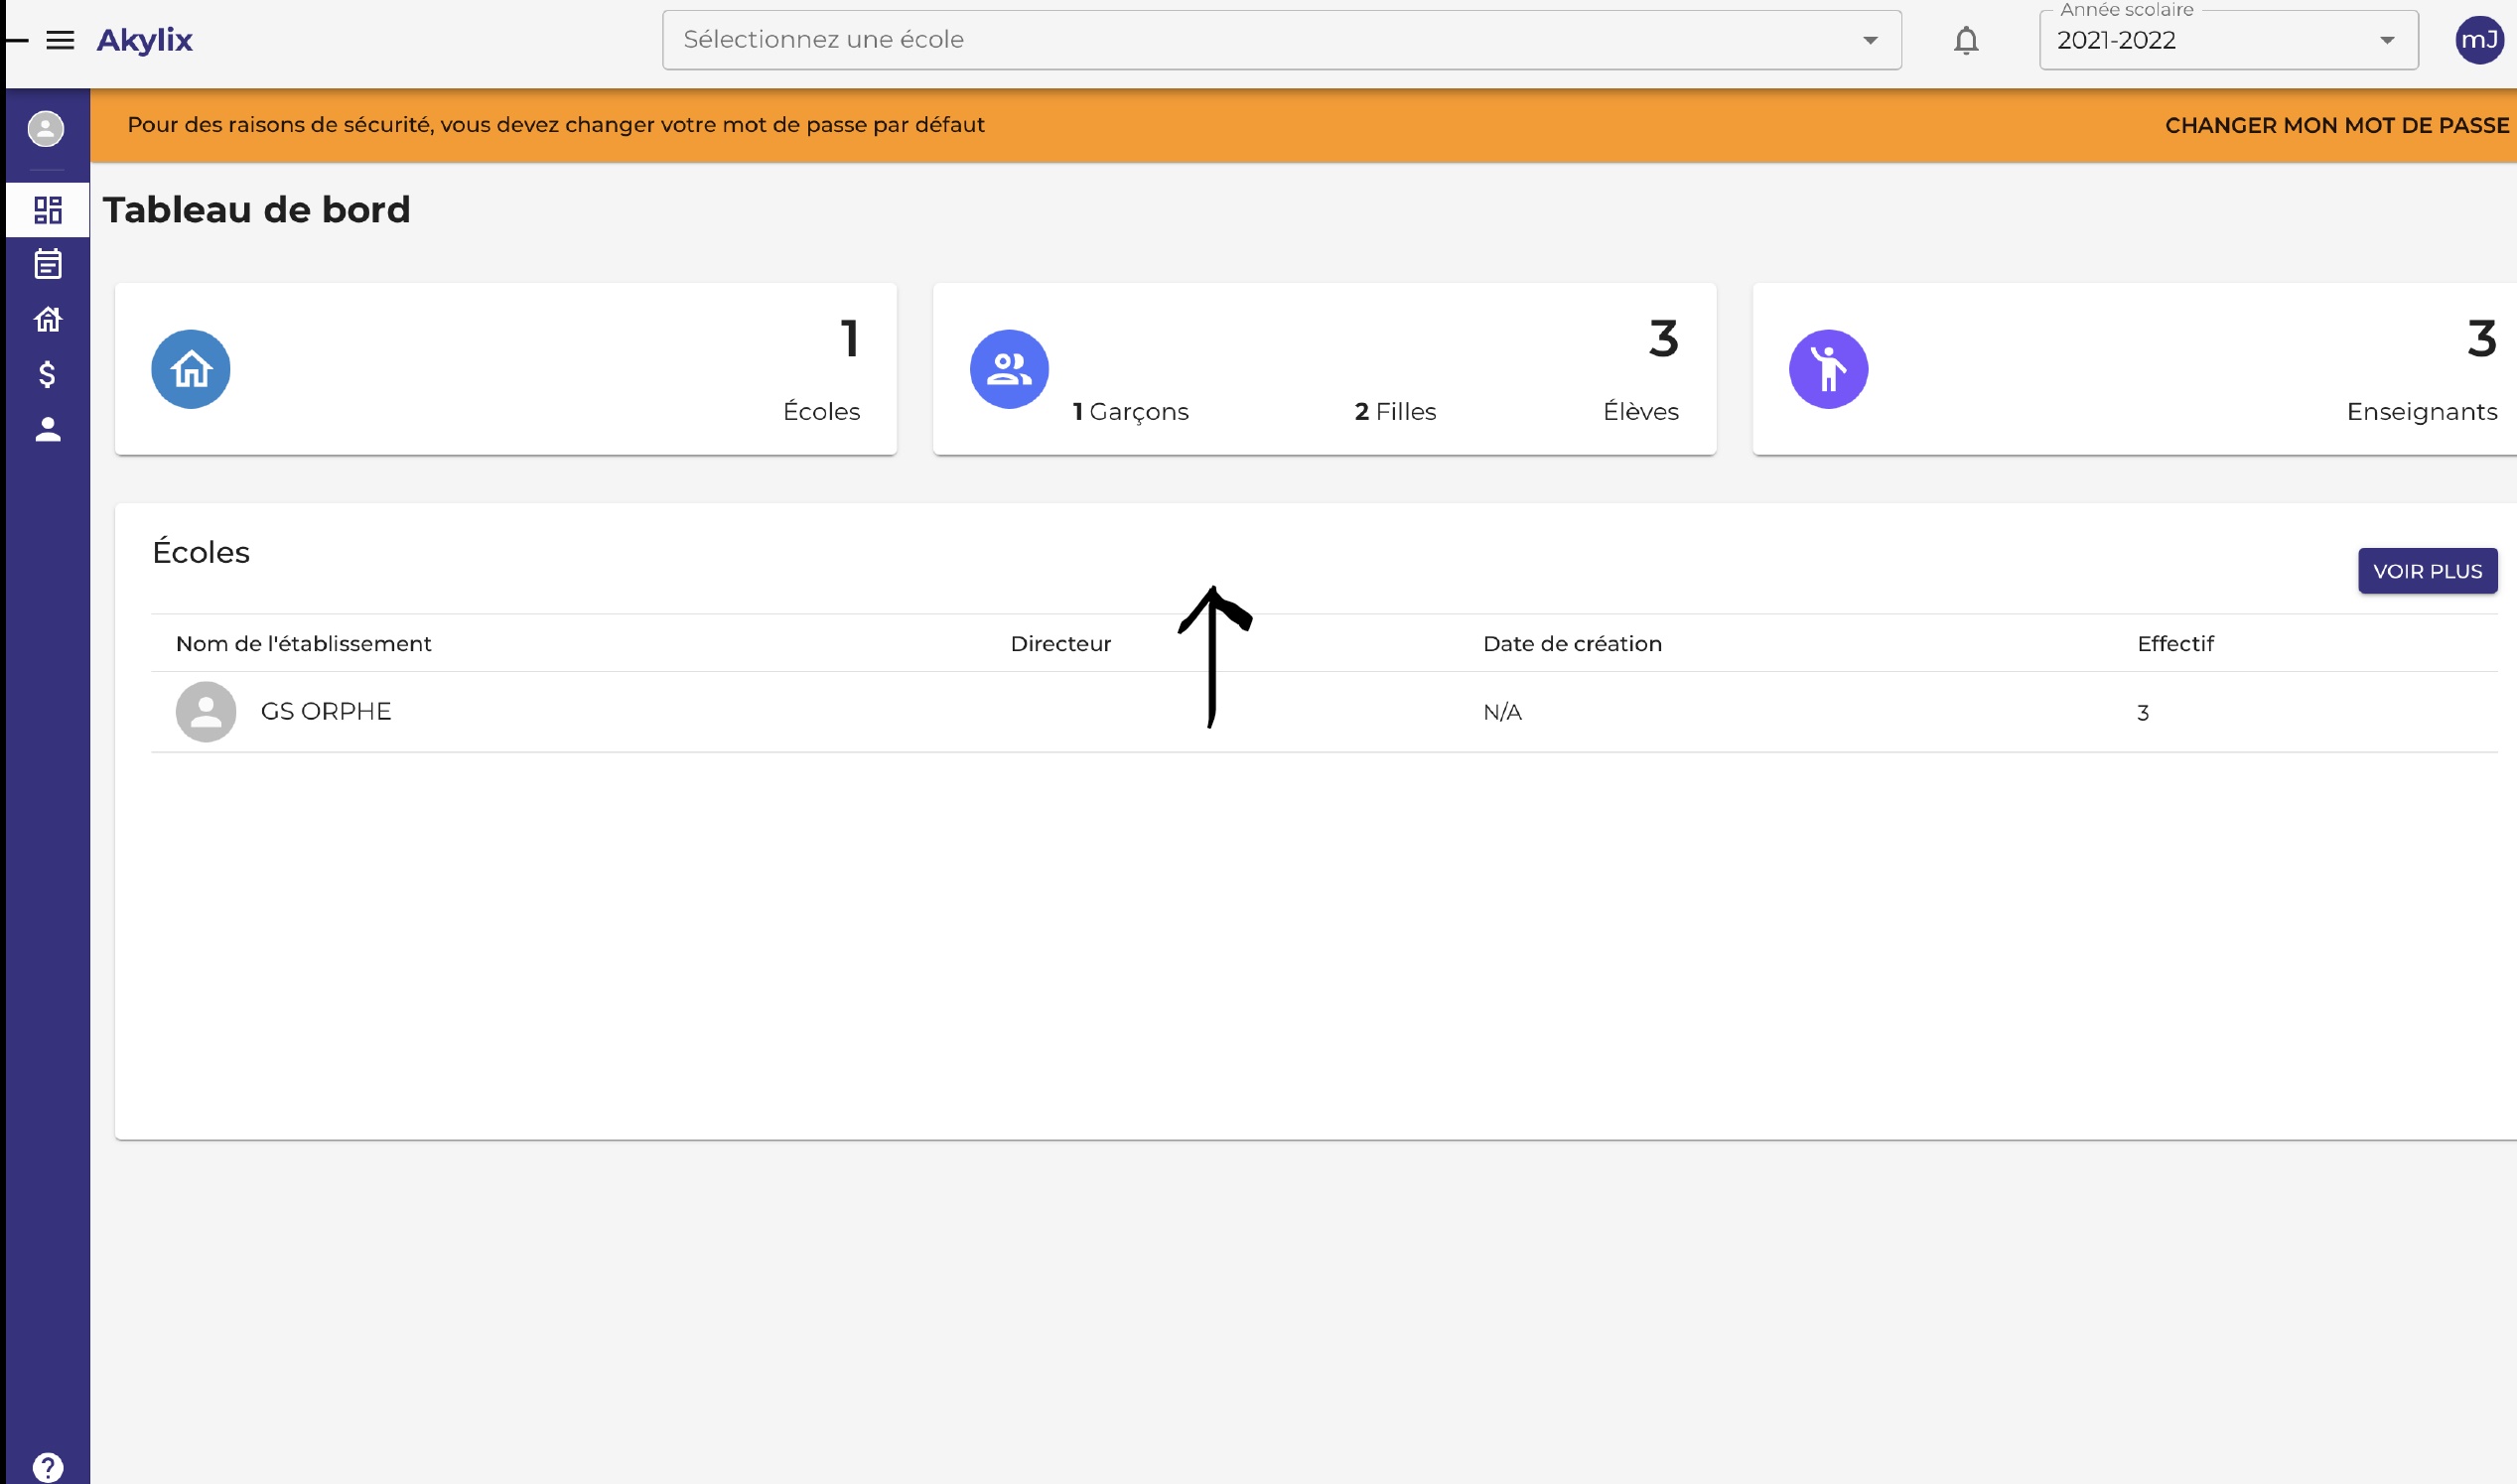 Akylix
Sélectionnez une école
Année scolaire
2021-2022
mJ
Pour des raisons de sécurité, vous devez changer votre mot de passe par défaut
CHANGER MON MOT DE PASSE
Tableau de bord
1
Écoles
3
1 Garçons 2 Filles Élèves
3
Enseignants
Écoles
VOIR PLUS
Nom de l'établissement Directeur Date de création Effectif
GS ORPHE N/A 3